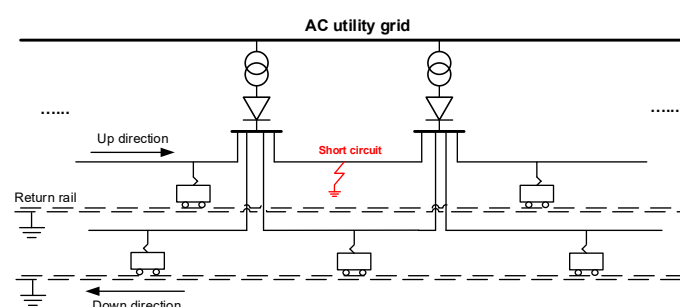 AC utility grid
......
......
Up direction
Short circuit
Return rail
Down direction